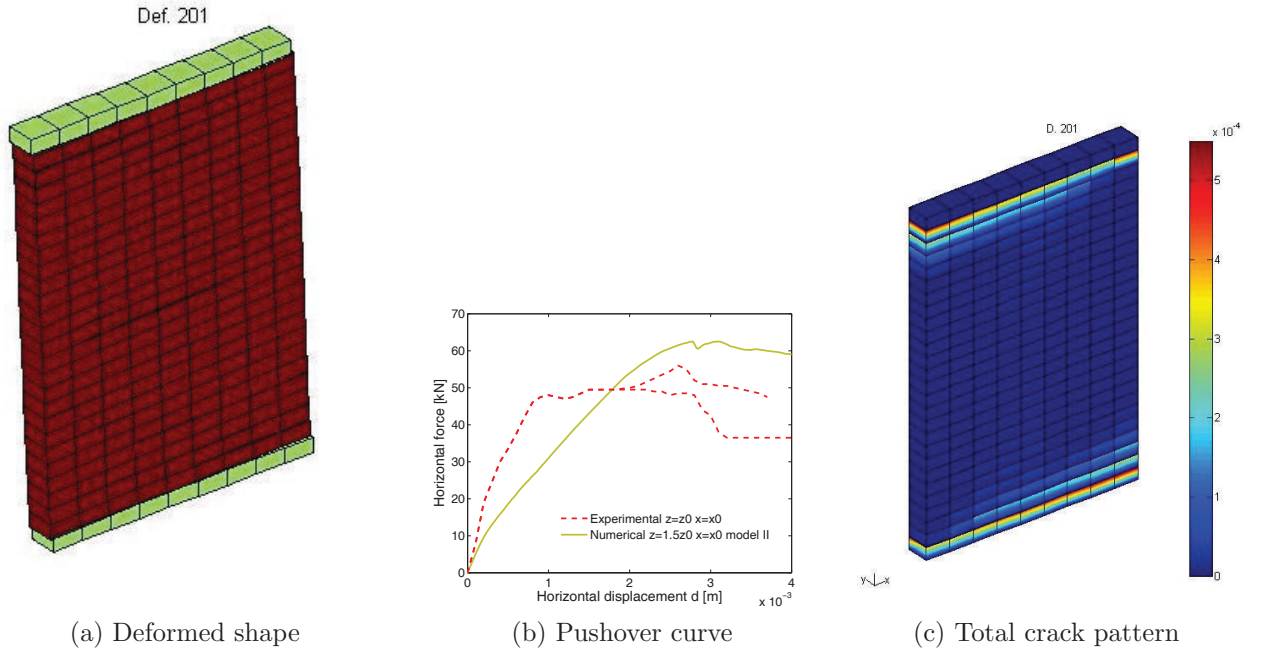 Def. 201
(a) Deformed shape
70
60
50
40
30
20
10
0
Horizontal force [kN]
Experimental z=z0 x=x0
Numerical z=1.5z0 x=x0 model II
0
1
2
3
4
Horizontal displacement d [m]
x 10⁻³
(b) Pushover curve
D. 201
x 10⁻⁴
5
4
3
2
1
0
y x
(c) Total crack pattern